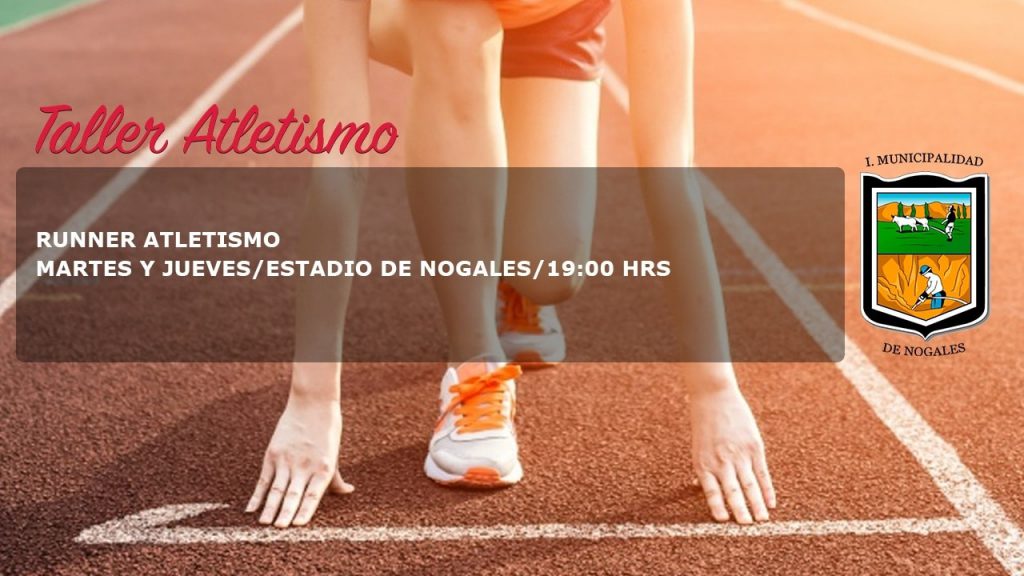 Taller Atletismo
RUNNER ATLETISMO
MARTES Y JUEVES/ESTADIO DE NOGALES/19:00 HRS
I. MUNICIPALIDAD
DE NOGALES